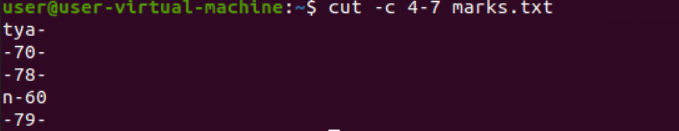 user@user-virtual-machine:~$ cut -c 4-7 marks.txt
tya-
-70-
-78-
n-60
-79-